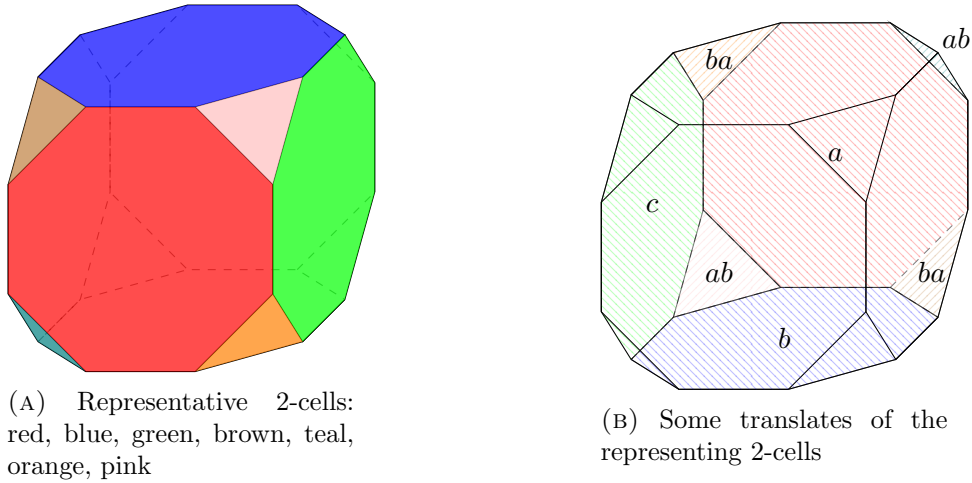 ba
ab
a
c
ab
ba
b
(A) Representative 2-cells:
red, blue, green, brown, teal,
orange, pink
(B) Some translates of the
representing 2-cells